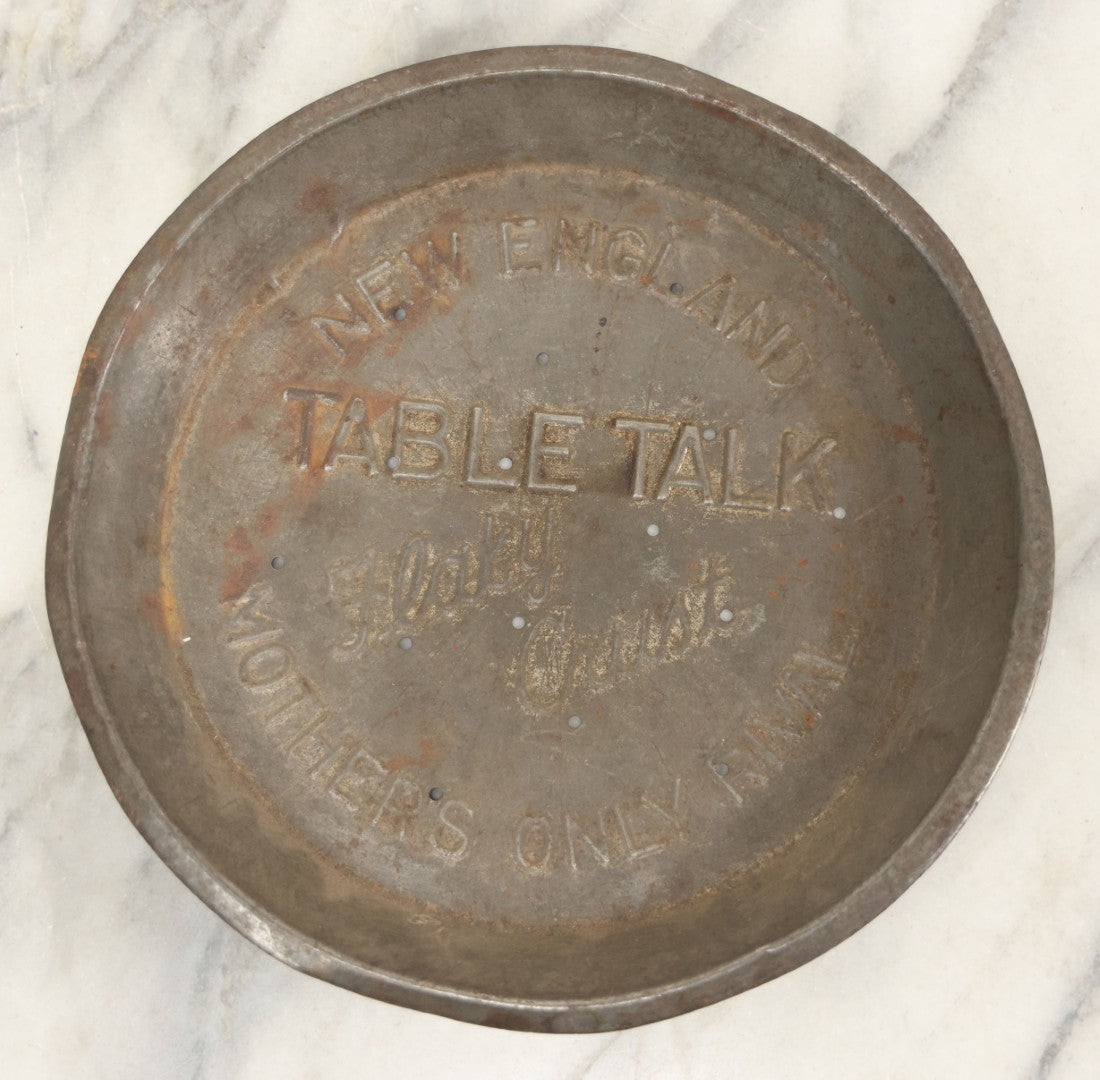 NEW ENGLAND
TABLE TALK
Flaky
Crust
MOTHERS ONLY RIVAL